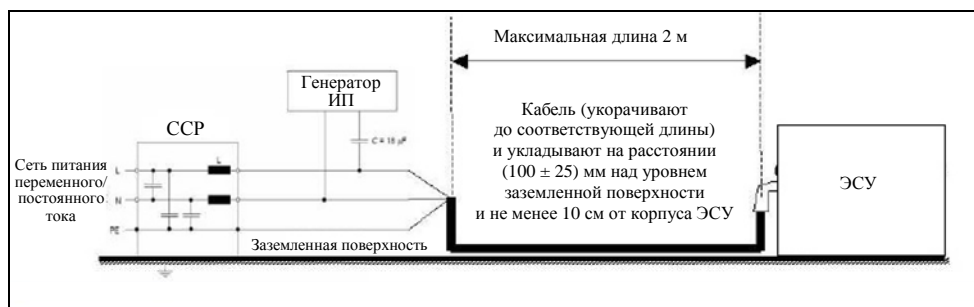 Максимальная длина 2 м
Генератор
ИП
ССР
C = 18 µF
Кабель (укорачивают
до соответствующей длины)
и укладывают на расстоянии
(100 ± 25) мм над уровнем
заземленной поверхности
и не менее 10 см от корпуса ЭСУ
ЭСУ
Сеть питания
переменного/
постоянного
тока
L
L
N
PE
Заземленная поверхность